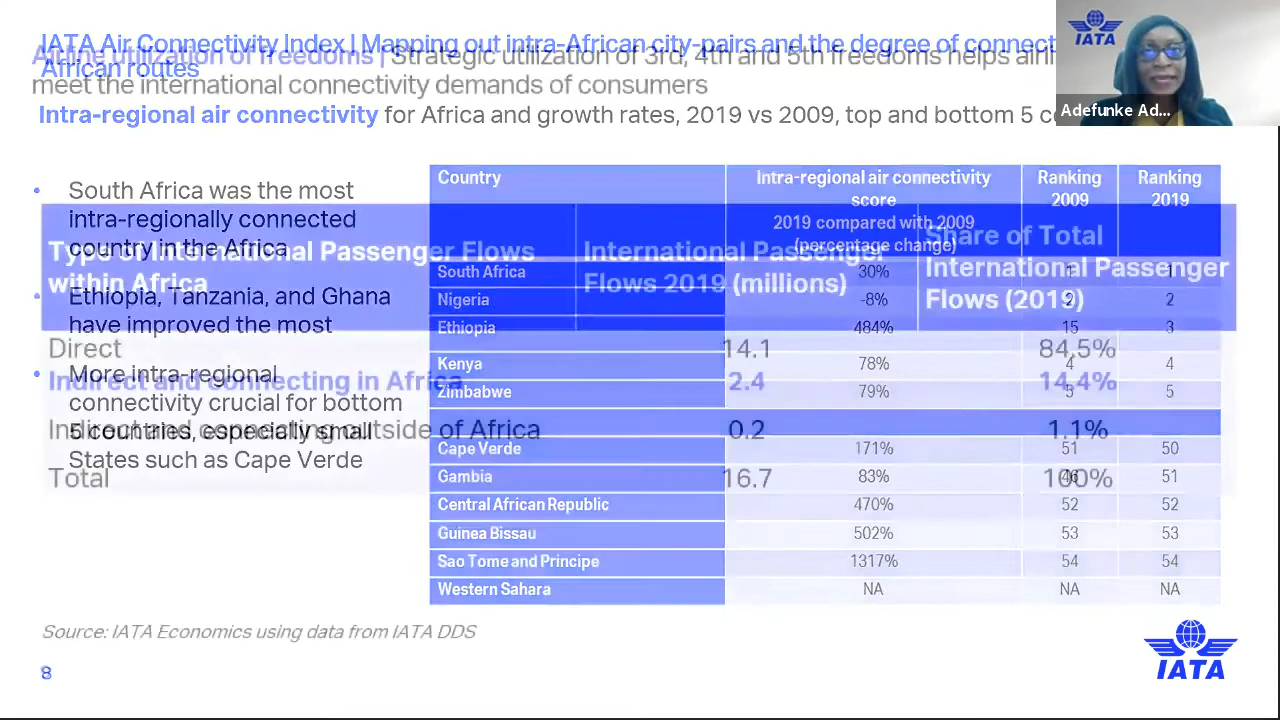 IATA Air Connectivity Index | Mapping out intra-African city-pairs and the degree of
African routes
Intra-regional air connectivity for Africa and growth rates, 2019 vs 2009, top and bottom 5
Airline utilization of freedoms | Strategic utilization of 3rd, 4th and 5th freedoms helps
meet the international connectivity demands of consumers
IATA
Adefunke Ad...
• South Africa was the most
intra-regionally connected
country in the Africa
• Ethiopia, Tanzania, and Ghana
have improved the most
• More intra-regional
connectivity crucial for bottom
5 countries, especially small
States such as Cape Verde
Country Intra-regional air connectivity score 2019 compared with 2009 (percentage change) Ranking 2009 Ranking 2019
South Africa 30% 1 1
Nigeria -8% 2 2
Ethiopia 484% 15 3
Kenya 78% 4 4
Zimbabwe 79% 5
Cape Verde 171% 51 50
Gambia 83% 46 51
Central African Republic 470% 52 52
Guinea Bissau 502% 53 53
Sao Tome and Principe 1317% 54 54
Western Sahara NA NA NA
Type of International Passenger Flows within Africa International Passenger Flows 2019 (millions) Share of Total International Passenger Flows (2019)
Direct 14.1 84,5%
Indirect and connecting in Africa 2.4 14.4%
Indirect and connecting outside of Africa 0.2 1.1%
Total 16.7 100%
Source: IATA Economics using data from IATA DDS
8
IATA